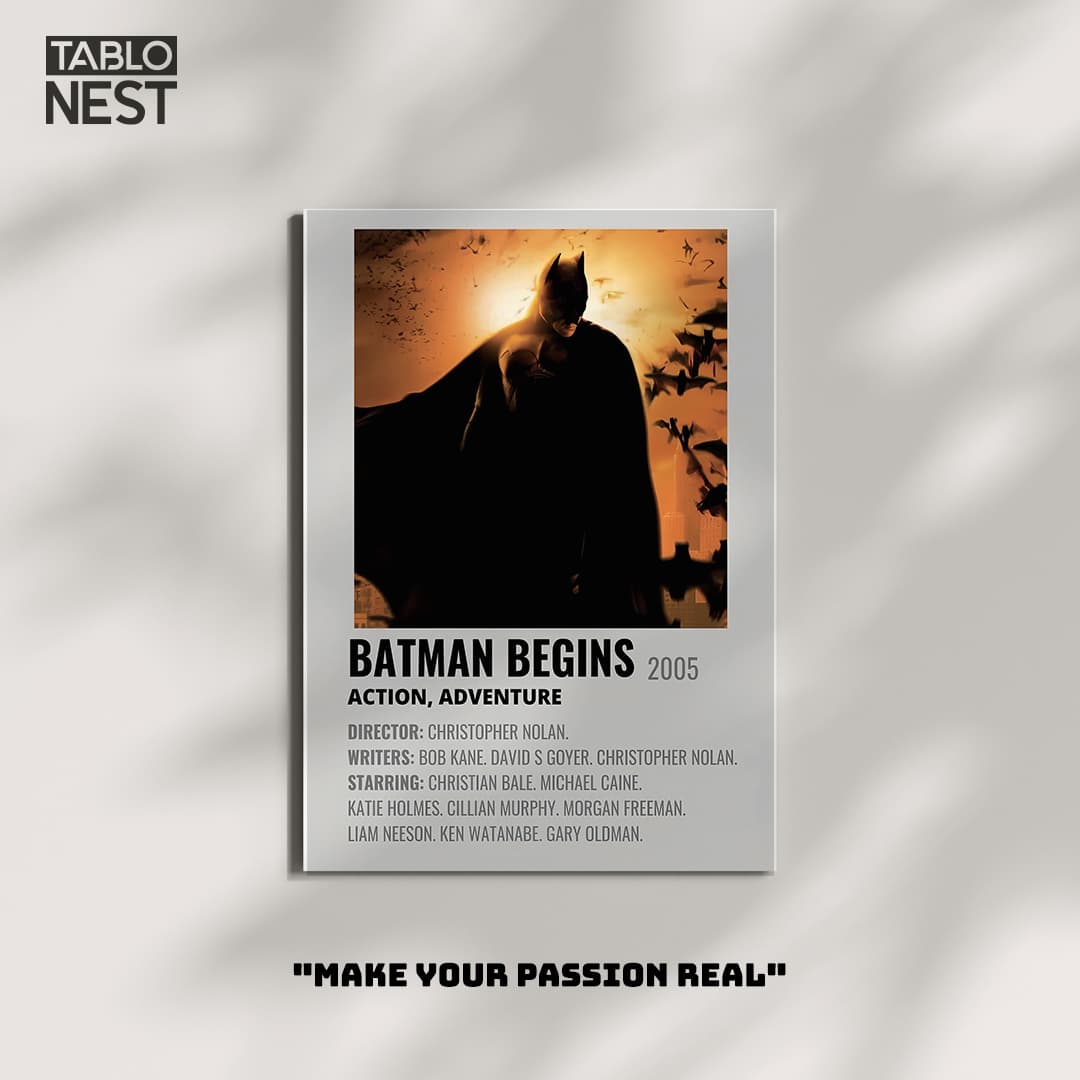 TABLO
NEST
BATMAN BEGINS 2005
ACTION, ADVENTURE
DIRECTOR: CHRISTOPHER NOLAN.
WRITERS: BOB KANE. DAVID S GOYER. CHRISTOPHER NOLAN.
STARRING: CHRISTIAN BALE. MICHAEL CAINE.
KATIE HOLMES. CILLIAN MURPHY. MORGAN FREEMAN.
LIAM NEESON. KEN WATANABE. GARY OLDMAN.
"MAKE YOUR PASSION REAL"